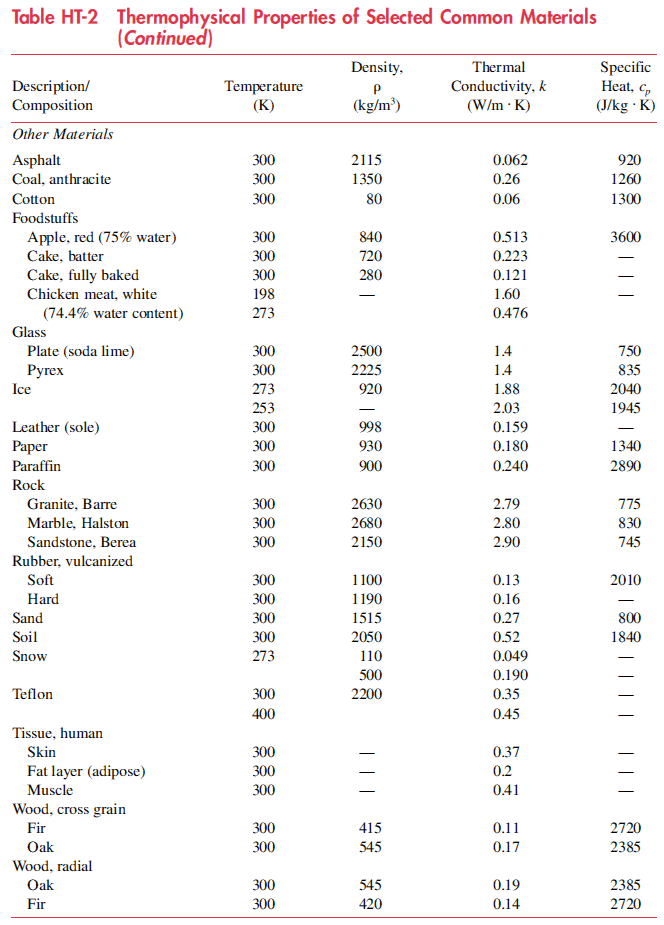 Table HT-2 Thermophysical Properties of Selected Common Materials
(Continued)
Density, Thermal Specific
Description/ Temperature ρ Conductivity, k Heat, cp
Composition (K) (kg/m³) (W/m · K) (J/kg · K)
Other Materials
Asphalt 300 2115 0.062 920
Coal, anthracite 300 1350 0.26 1260
Cotton 300 80 0.06 1300
Foodstuffs
Apple, red (75% water) 300 840 0.513 3600
Cake, batter 300 720 0.223 —
Cake, fully baked 300 280 0.121 —
Chicken meat, white 198 — 1.60 —
(74.4% water content) 273 0.476
Glass
Plate (soda lime) 300 2500 1.4 750
Pyrex 300 2225 1.4 835
Ice 273 920 1.88 2040
253 — 2.03 1945
Leather (sole) 300 998 0.159 —
Paper 300 930 0.180 1340
Paraffin 300 900 0.240 2890
Rock
Granite, Barre 300 2630 2.79 775
Marble, Halston 300 2680 2.80 830
Sandstone, Berea 300 2150 2.90 745
Rubber, vulcanized
Soft 300 1100 0.13 2010
Hard 300 1190 0.16 —
Sand 300 1515 0.27 800
Soil 300 2050 0.52 1840
Snow 273 110 0.049 —
500 0.190 —
Teflon 300 2200 0.35 —
400 0.45 —
Tissue, human
Skin 300 — 0.37 —
Fat layer (adipose) 300 — 0.2 —
Muscle 300 — 0.41 —
Wood, cross grain
Fir 300 415 0.11 2720
Oak 300 545 0.17 2385
Wood, radial
Oak 300 545 0.19 2385
Fir 300 420 0.14 2720